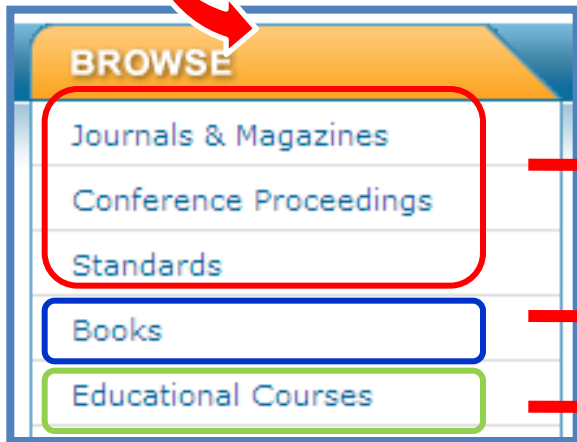 BROWSE
Journals & Magazines
Conference Proceedings
Standards
Books
Educational Courses